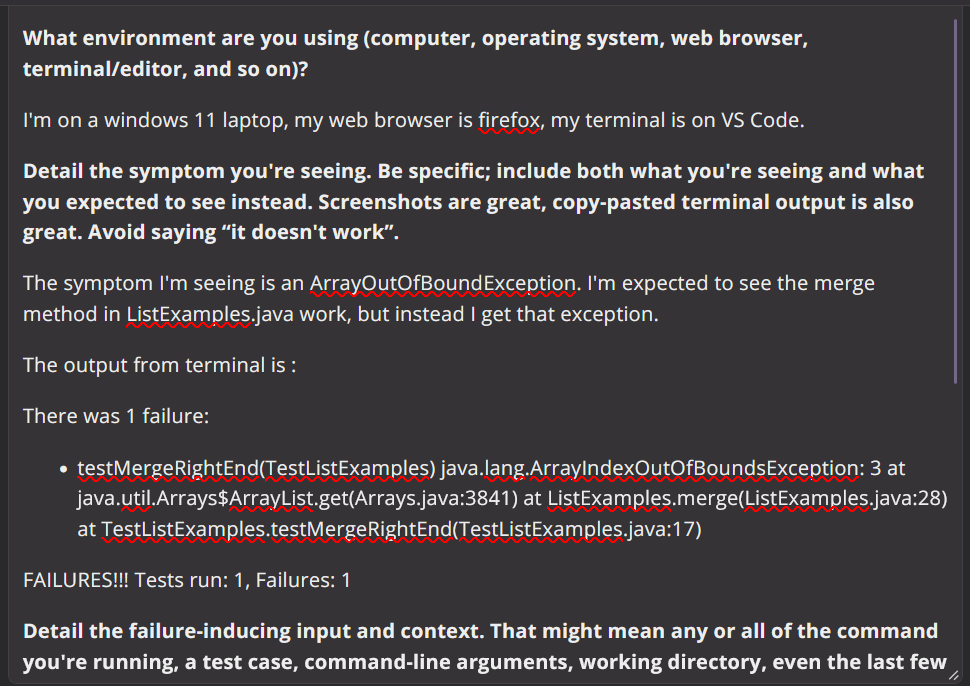 What environment are you using (computer, operating system, web browser,
terminal/editor, and so on)?
I'm on a windows 11 laptop, my web browser is firefox, my terminal is on VS Code.
Detail the symptom you're seeing. Be specific; include both what you're seeing and what
you expected to see instead. Screenshots are great, copy-pasted terminal output is also
great. Avoid saying “it doesn't work”.
The symptom I'm seeing is an ArrayOutOfBoundException. I'm expected to see the merge
method in ListExamples.java work, but instead I get that exception.
The output from terminal is :
There was 1 failure:
• testMergeRightEnd(TestListExamples) java.lang.ArrayIndexOutOfBoundsException: 3 at
java.util.Arrays$ArrayList.get(Arrays.java:3841) at ListExamples.merge(ListExamples.java:28)
at TestListExamples.testMergeRightEnd(TestListExamples.java:17)
FAILURES!!! Tests run: 1, Failures: 1
Detail the failure-inducing input and context. That might mean any or all of the command
you're running, a test case, command-line arguments, working directory, even the last few